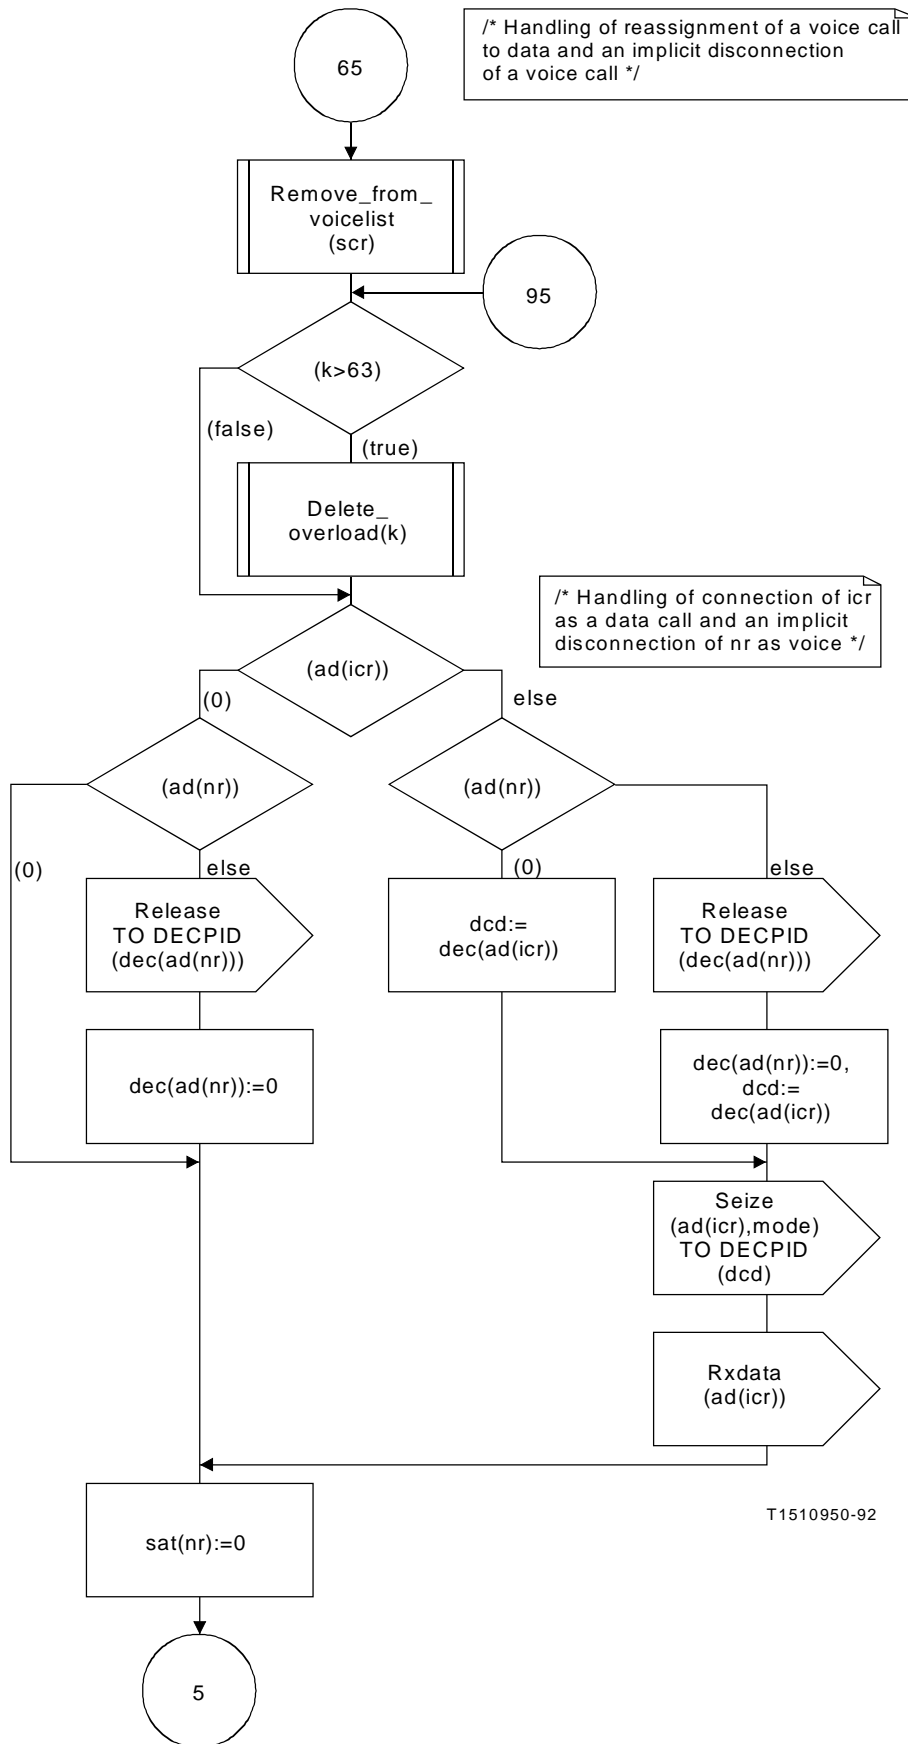 /* Handling of reassignment of a voice call
to data and an implicit disconnection
of a voice call */
65
Remove_from_
voicelist
(scr)
95
(k>63)
(false)
(true)
Delete_
overload(k)
/* Handling of connection of icr
as a data call and an implicit
disconnection of nr as voice */
(ad(icr))
(0)
else
(ad(nr))
(ad(nr))
(0)
else
(0)
else
Release
TO DECPID
(dec(ad(nr)))
dcd:=
dec(ad(icr))
Release
TO DECPID
(dec(ad(nr)))
dec(ad(nr)):=0
dec(ad(nr)):=0,
dcd:=
dec(ad(icr))
Seize
(ad(icr),mode)
TO DECPID
(dcd)
Rxdata
(ad(icr))
sat(nr):=0
T1510950-92
5